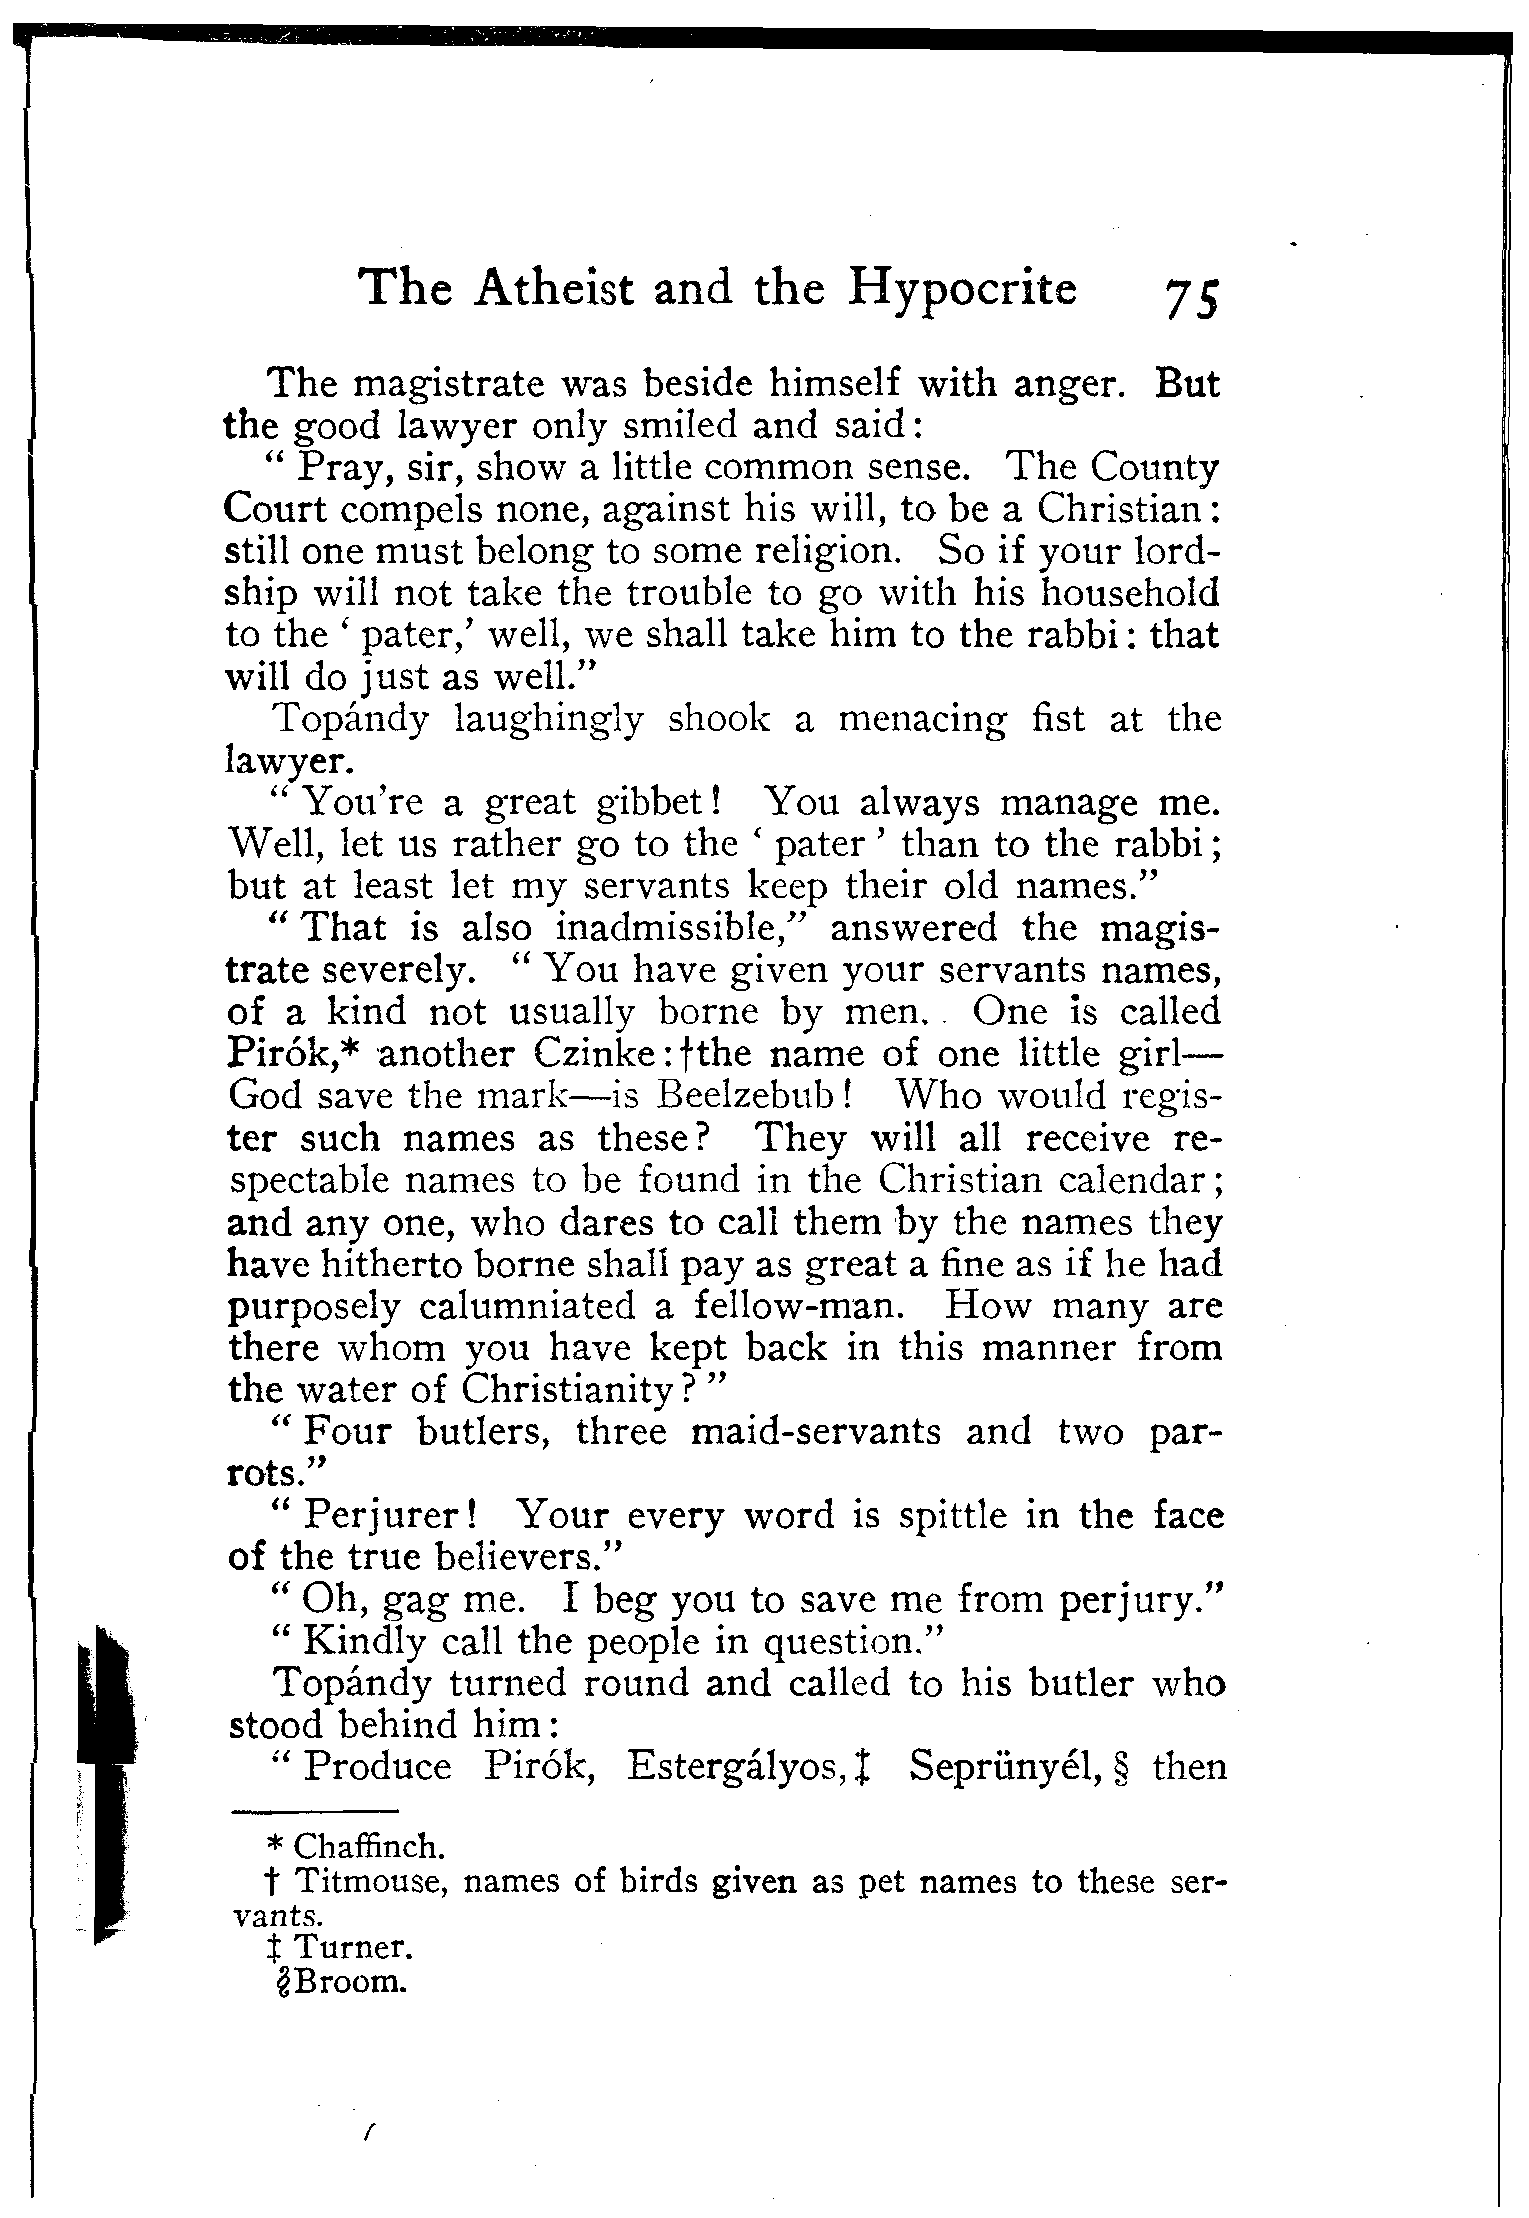 The Atheist and the Hypocrite 75
The magistrate was beside himself with anger. But
the good lawyer only smiled and said:
“ Pray, sir, show a little common sense. The County
Court compels none, against his will, to be a Christian:
still one must belong to some religion. So if your lord-
ship will not take the trouble to go with his household
to the ‘ pater,’ well, we shall take him to the rabbi: that
will do just as well.”
Topándy laughingly shook a menacing fist at the
lawyer.
“ You're a great gibbet! You always manage me.
Well, let us rather go to the ‘ pater ’ than to the rabbi;
but at least let my servants keep their old names.”
“ That is also inadmissible,” answered the magis-
trate severely. “ You have given your servants names,
of a kind not usually borne by men. One is called
Pirók,* another Czinke:†the name of one little girl—
God save the mark—is Beelzebub! Who would regis-
ter such names as these? They will all receive re-
spectable names to be found in the Christian calendar;
and any one, who dares to call them by the names they
have hitherto borne shall pay as great a fine as if he had
purposely calumniated a fellow-man. How many are
there whom you have kept back in this manner from
the water of Christianity? ”
“ Four butlers, three maid-servants and two par-
rots.”
“ Perjurer! Your every word is spittle in the face
of the true believers.”
“ Oh, gag me. I beg you to save me from perjury.”
“ Kindly call the people in question.”
Topándy turned round and called to his butler who
stood behind him:
“ Produce Pirók, Estergályos,‡ Seprünyél, § then
* Chaffinch.
† Titmouse, names of birds given as pet names to these ser-
vants.
‡ Turner.
§Broom.